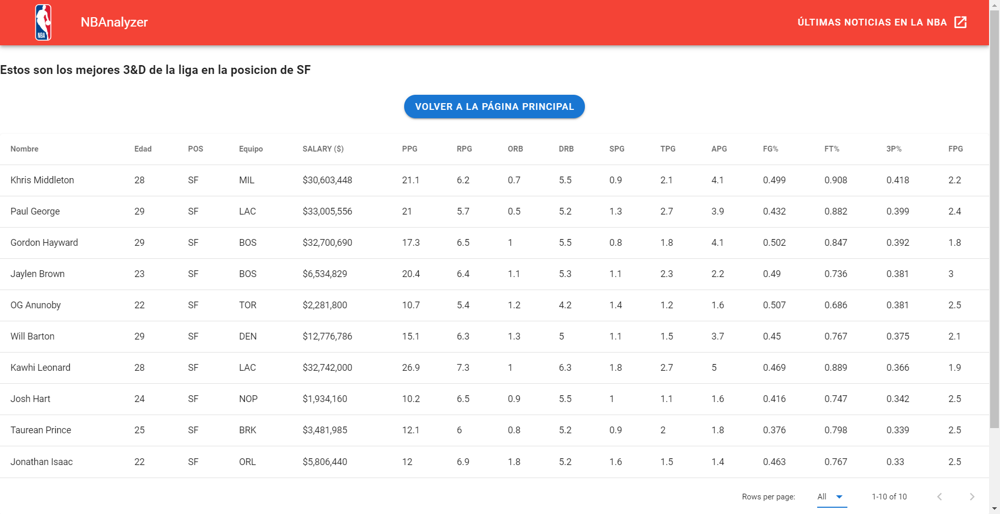 NBA
NBAnalyzer
ÚLTIMAS NOTICIAS EN LA NBA
Estos son los mejores 3&D de la liga en la posicion de SF
VOLVER A LA PÁGINA PRINCIPAL
Nombre Edad POS Equipo SALARY ($) PPG RPG ORB DRB SPG TPG APG FG% FT% 3P% FPG
Khris Middleton 28 SF MIL $30,603,448 21.1 6.2 0.7 5.5 0.9 2.1 4.1 0.499 0.908 0.418 2.2
Paul George 29 SF LAC $33,005,556 21 5.7 0.5 5.2 1.3 2.7 3.9 0.432 0.882 0.399 2.4
Gordon Hayward 29 SF BOS $32,700,690 17.3 6.5 1 5.5 0.8 1.8 4.1 0.502 0.847 0.392 1.8
Jaylen Brown 23 SF BOS $6,534,829 20.4 6.4 1.1 5.3 1.1 2.3 2.2 0.49 0.736 0.381 3
OG Anunoby 22 SF TOR $2,281,800 10.7 5.4 1.2 4.2 1.4 1.2 1.6 0.507 0.686 0.381 2.5
Will Barton 29 SF DEN $12,776,786 15.1 6.3 1.3 5 1.1 1.5 3.7 0.45 0.767 0.375 2.1
Kawhi Leonard 28 SF LAC $32,742,000 26.9 7.3 1 6.3 1.8 2.7 5 0.469 0.889 0.366 1.9
Josh Hart 24 SF NOP $1,934,160 10.2 6.5 0.9 5.5 1 1.1 1.6 0.416 0.747 0.342 2.5
Taurean Prince 25 SF BRK $3,481,985 12.1 6 0.8 5.2 0.9 2 1.8 0.376 0.798 0.339 2.5
Jonathan Isaac 22 SF ORL $5,806,440 12 6.9 1.8 5.2 1.6 1.5 1.4 0.463 0.767 0.33 2.5
Rows per page: All 1-10 of 10